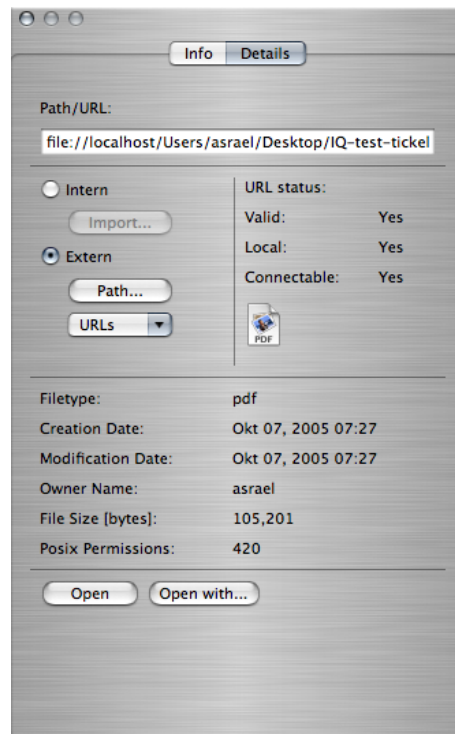 Info Details
Path/URL:
file://localhost/Users/asrael/Desktop/IQ-test-tickel
Intern
Import...
Extern
Path...
URLs
URL status:
Valid: Yes
Local: Yes
Connectable: Yes
PDF
Filetype: pdf
Creation Date: Okt 07, 2005 07:27
Modification Date: Okt 07, 2005 07:27
Owner Name: asrael
File Size [bytes]: 105,201
Posix Permissions: 420
Open Open with...